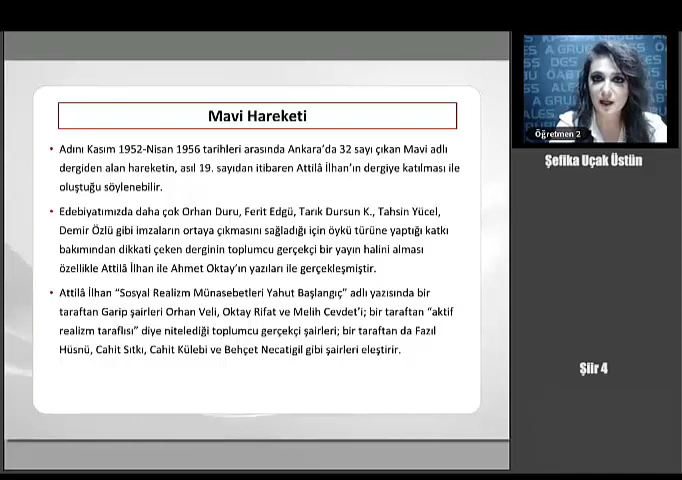 Mavi Hareketi
• Adını Kasım 1952-Nisan 1956 tarihleri arasında Ankara'da 32 sayı çıkan Mavi adlı
dergiden alan hareketin, asıl 19. sayıdan itibaren Attilâ İlhan'ın dergiye katılması ile
oluştuğu söylenebilir.
• Edebiyatımızda daha çok Orhan Duru, Ferit Edgü, Tarık Dursun K., Tahsin Yücel,
Demir Özlü gibi imzaların ortaya çıkmasını sağladığı için öykü türüne yaptığı katkı
bakımından dikkati çeken derginin toplumcu gerçekçi bir yayın halini alması
özellikle Attilâ İlhan ile Ahmet Oktay'ın yazıları ile gerçekleşmiştir.
• Attilâ İlhan "Sosyal Realizm Münasebetleri Yahut Başlangıç" adlı yazısında bir
taraftan Garip şairleri Orhan Veli, Oktay Rifat ve Melih Cevdet'i; bir taraftan "aktif
realizm taraflısı" diye nitelediği toplumcu gerçekçi şairleri; bir taraftan da Fazıl
Hüsnü, Cahit Sıtkı, Cahit Külebi ve Behçet Necatigil gibi şairleri eleştirir.
Öğretmen 2
Şefika Uçak Üstün
Şiir 4